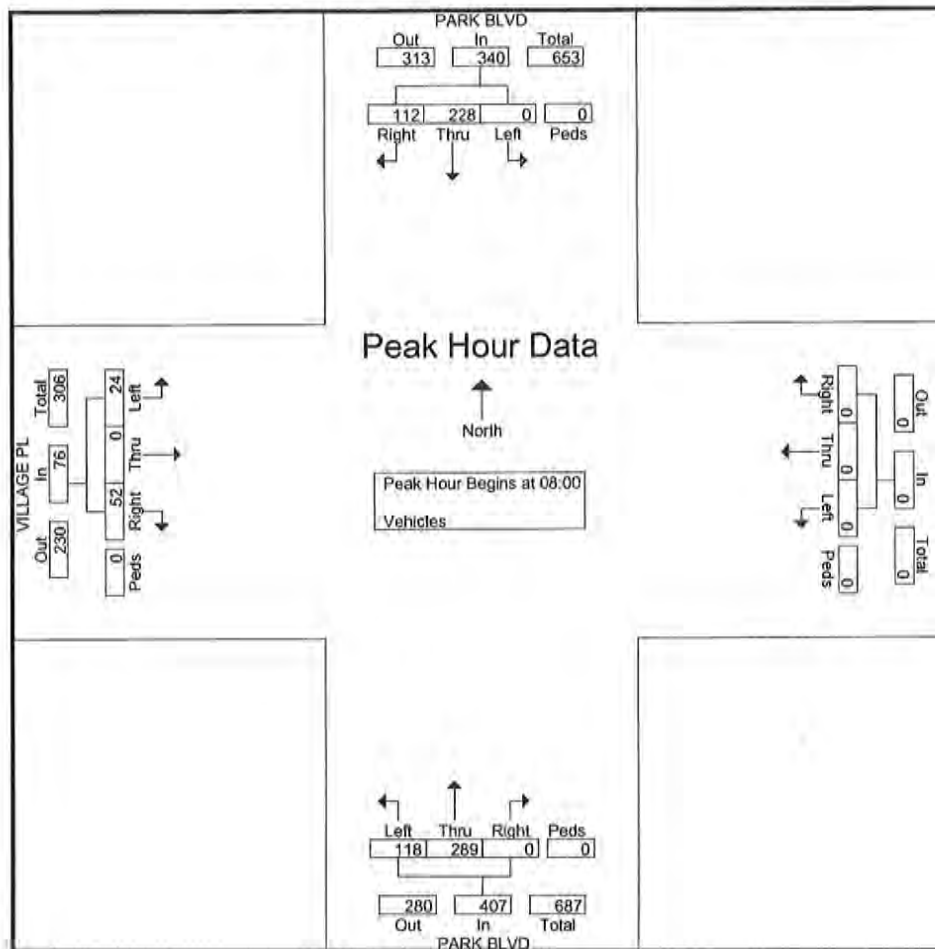 PARK BLVD
Out In Total
313 340 653
112 228 0 0
Right Thru Left Peds
Peak Hour Data
North
Peak Hour Begins at 08:00
Vehicles
VILLAGE PL
Total In Out
306 76 230
24 0 52 0
Left Thru Right Peds
Out In Total
0 0 0
0 0 0 0
Right Thru Left Peds
Left Thru Right Peds
118 289 0 0
280 407 687
Out In Total
PARK BLVD